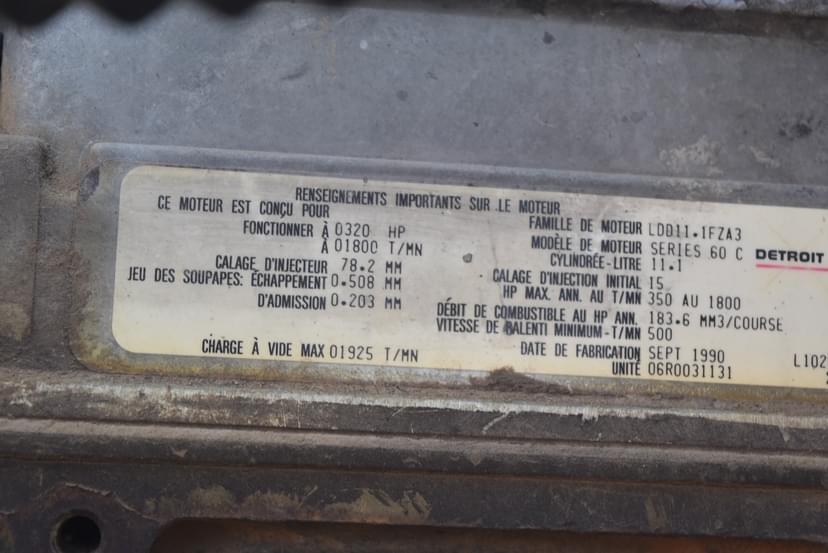 RENSEIGNEMENTS IMPORTANTS SUR LE MOTEUR
CE MOTEUR EST CONÇU POUR
FONCTIONNER À 0320 HP
À 01800 T/MN
CALAGE D'INJECTEUR 78.2 MM
JEU DES SOUPAPES: ÉCHAPPEMENT 0.508 MM
D'ADMISSION 0.203 MM
CHARGE À VIDE MAX 01925 T/MN
FAMILLE DE MOTEUR LDD11.1FZA3
MODÈLE DE MOTEUR SERIES 60 C
CYLINDRÉE-LITRE 11.1
CALAGE D'INJECTION INITIAL 15
HP MAX. ANN. AU T/MN 350 AU 1800
DÉBIT DE COMBUSTIBLE AU HP ANN. 183.6 MM3/COURSE
VITESSE DE RALENTI MINIMUM-T/MN 500
DATE DE FABRICATION SEPT 1990
UNITÉ 06R0031131
DETROIT
L102